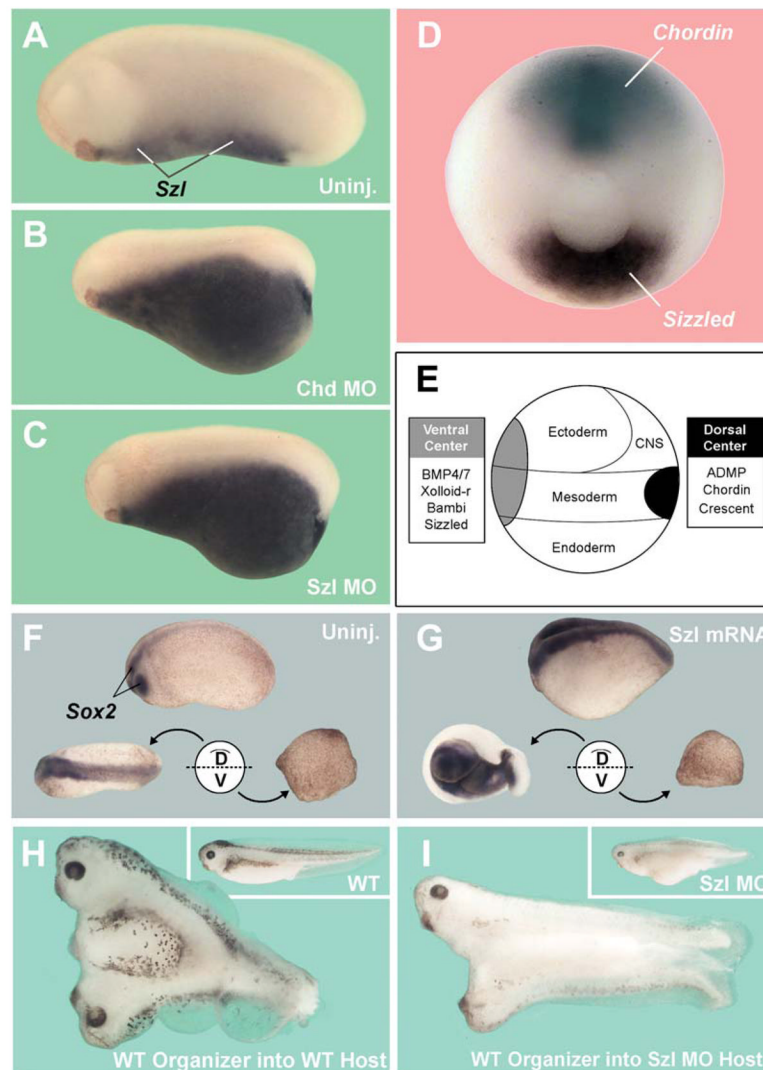 A
Szl
Uninj.
B
Chd MO
C
Szl MO
D
Chordin
Sizzled
E
Ventral
Center
BMP4/7
Xolloid-r
Bambi
Sizzled
Ectoderm
CNS
Mesoderm
Endoderm
Dorsal
Center
ADMP
Chordin
Crescent
F
Uninj.
Sox2
D
V
G
Szl mRNA
D
V
H
WT
WT Organizer into WT Host
I
Szl MO
WT Organizer into Szl MO Host